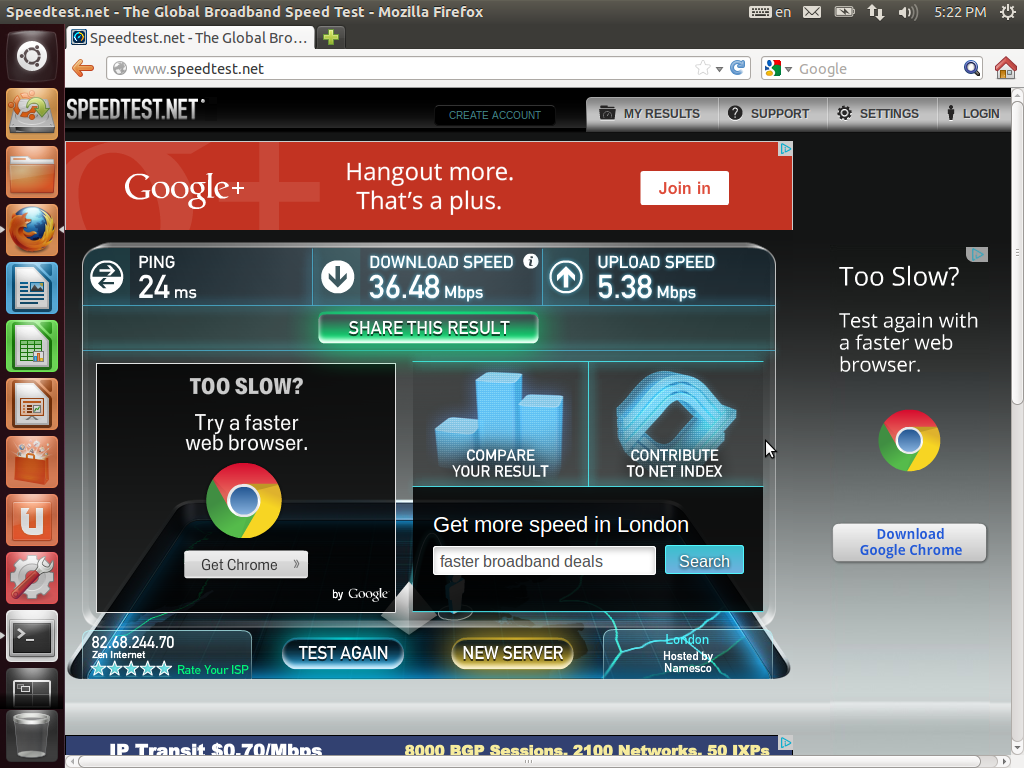 Speedtest.net - The Global Broadband Speed Test - Mozilla Firefox
en
5:22 PM
Speedtest.net - The Global Bro...
www.speedtest.net
Google
SPEEDTEST.NET
CREATE ACCOUNT
MY RESULTS
SUPPORT
SETTINGS
LOGIN
Google+
Hangout more.
That's a plus.
Join in
PING
24 ms
DOWNLOAD SPEED
36.48 Mbps
UPLOAD SPEED
5.38 Mbps
SHARE THIS RESULT
TOO SLOW?
Try a faster
web browser.
Get Chrome »
by Google
COMPARE
YOUR RESULT
CONTRIBUTE
TO NET INDEX
Get more speed in London
faster broadband deals
Search
82.68.244.70
Zen Internet
Rate Your ISP
TEST AGAIN
NEW SERVER
London
Hosted by
Namesco
Too Slow?
Test again with
a faster web
browser.
Download
Google Chrome
IP Transit $0.70/Mbps
8000 BGP Sessions, 2100 Networks, 50 IXPs